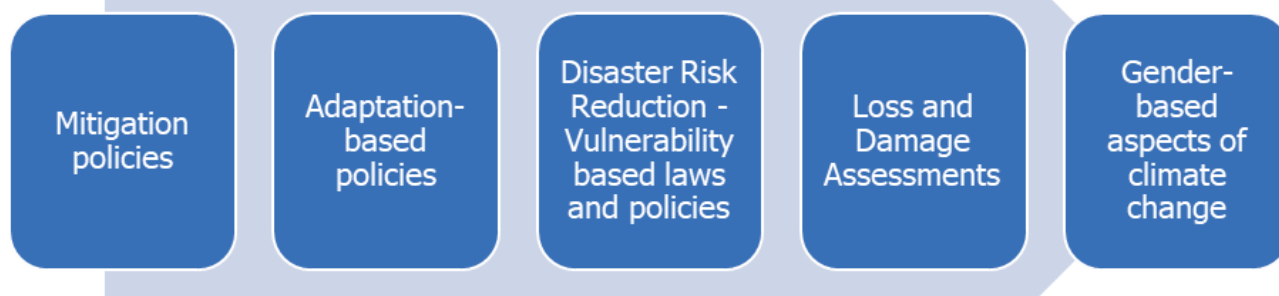 Mitigation
policies
Adaptation-
based
policies
Disaster Risk
Reduction -
Vulnerability
based laws
and policies
Loss and
Damage
Assessments
Gender-
based
aspects of
climate
change